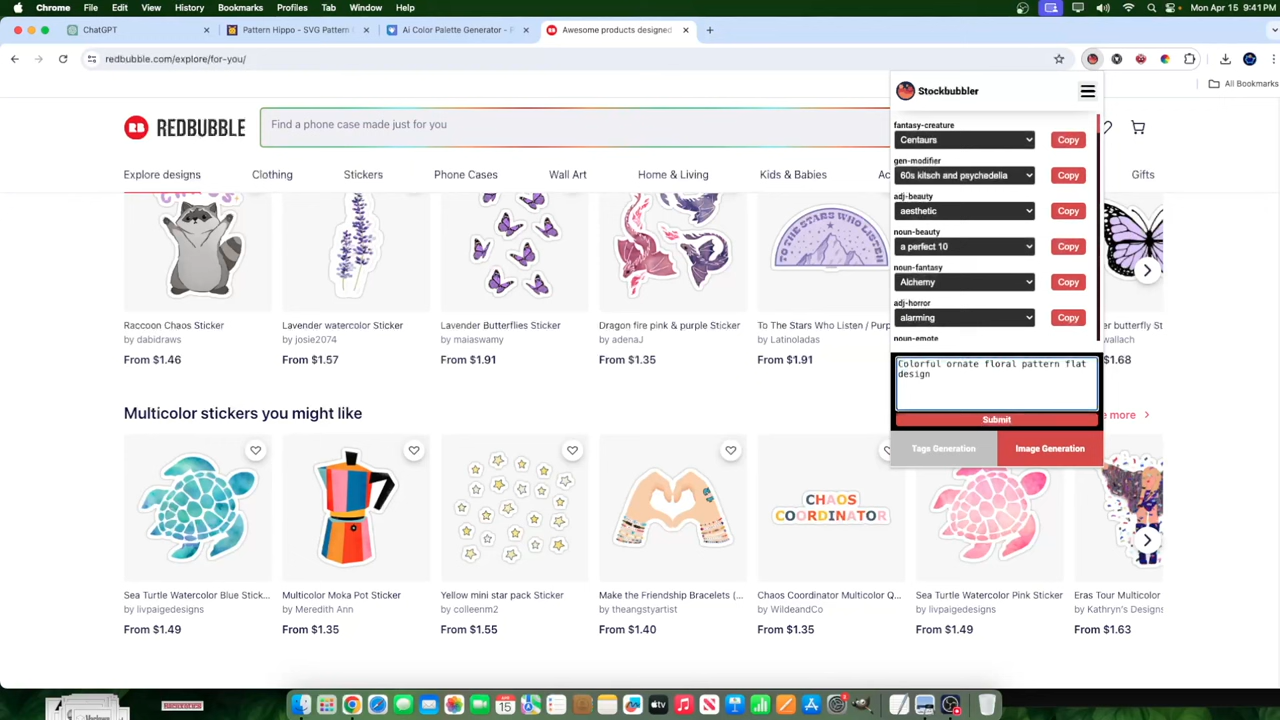 Chrome File Edit View History Bookmarks Profiles Tab Window Help
Mon Apr 15 9:41 PM
ChatGPT
Pattern Hippo - SVG Pattern
Ai Color Palette Generator - F
Awesome products designed
redbubble.com/explore/for-you/
All Bookmarks
REDBUBBLE
Find a phone case made just for you
Explore designs
Clothing
Stickers
Phone Cases
Wall Art
Home & Living
Kids & Babies
Ac
Gifts
Stockbubbler
fantasy-creature
Centaurs
Copy
gen-modifier
60s kitsch and psychedelia
Copy
adj-beauty
aesthetic
Copy
noun-beauty
a perfect 10
Copy
noun-fantasy
Alchemy
Copy
adj-horror
alarming
Copy
noun-emote
Colorful ornate floral pattern flat
design
Submit
Tags Generation
Image Generation
TO THE STARS WHO LISTEN
Raccoon Chaos Sticker
by dabidraws
From $1.46
Lavender watercolor Sticker
by josie2074
From $1.57
Lavender Butterflies Sticker
by maiaswamy
From $1.91
Dragon fire pink & purple Sticker
by adenaJ
From $1.35
To The Stars Who Listen / Purp
by Latinoladas
From $1.91
er butterfly St
wallach
$1.68
Multicolor stickers you might like
e more
CHAOS
COORDINATOR
Sea Turtle Watercolor Blue Stick...
by livpaigedesigns
From $1.49
Multicolor Moka Pot Sticker
by Meredith Ann
From $1.35
Yellow mini star pack Sticker
by colleenm2
From $1.55
Make the Friendship Bracelets (...
by theangstyartist
From $1.40
Chaos Coordinator Multicolor Q...
by WildeandCo
From $1.35
Sea Turtle Watercolor Pink Sticker
by livpaigedesigns
From $1.49
Eras Tour Multicolor
by Kathryn's Designs
From $1.63